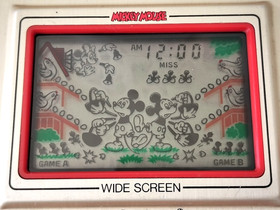 MICKEY MOUSE
AM 12:00
MISS
GAME A GAME B
WIDE SCREEN